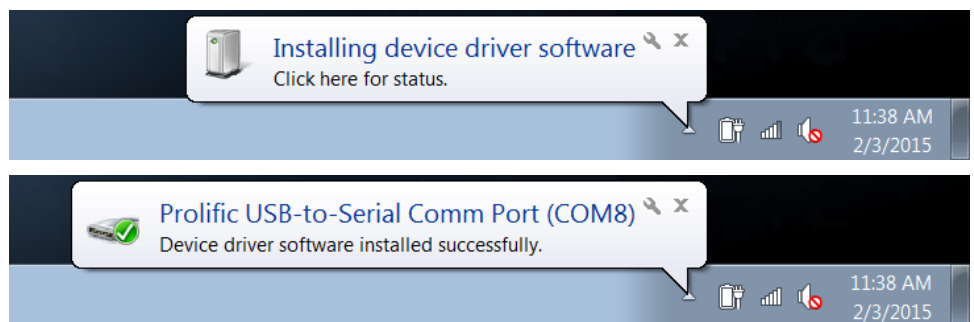 Installing device driver software
Click here for status.
11:38 AM
2/3/2015
Prolific USB-to-Serial Comm Port (COM8)
Device driver software installed successfully.
11:38 AM
2/3/2015